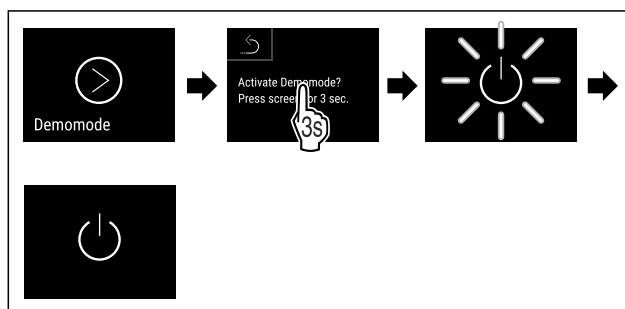 Demomode
Activate Demomode?
Press screen for 3 sec.
3s